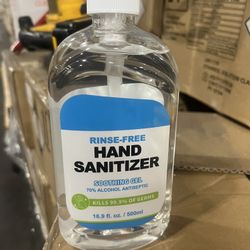 RINSE-FREE
HAND
SANITIZER
SOOTHING GEL
70% ALCOHOL ANTISEPTIC
KILLS 99.9% OF GERMS
16.9 fl. oz. / 500ml